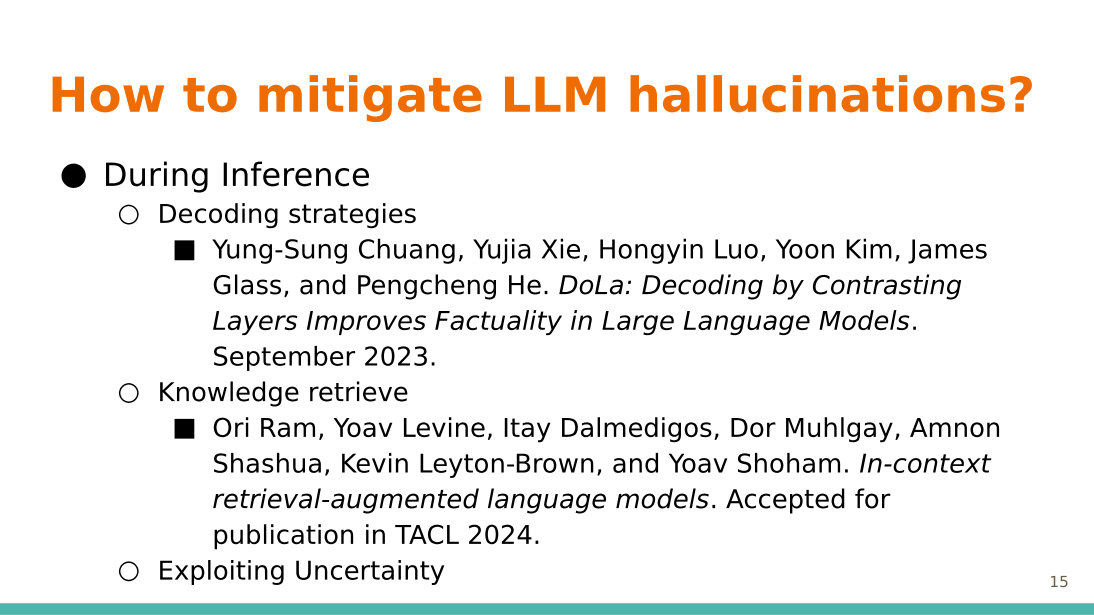 How to mitigate LLM hallucinations?
● During Inference
○ Decoding strategies
■ Yung-Sung Chuang, Yujia Xie, Hongyin Luo, Yoon Kim, James
Glass, and Pengcheng He. DoLa: Decoding by Contrasting
Layers Improves Factuality in Large Language Models.
September 2023.
○ Knowledge retrieve
■ Ori Ram, Yoav Levine, Itay Dalmedigos, Dor Muhlgay, Amnon
Shashua, Kevin Leyton-Brown, and Yoav Shoham. In-context
retrieval-augmented language models. Accepted for
publication in TACL 2024.
○ Exploiting Uncertainty
15